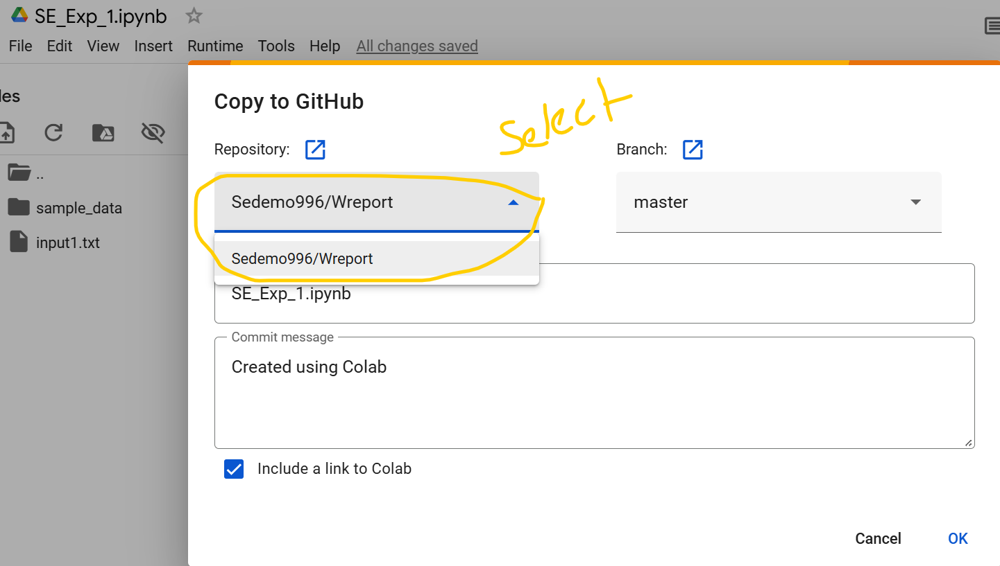 SE_Exp_1.ipynb
File Edit View Insert Runtime Tools Help All changes saved
les
Copy to GitHub
Select
Repository:
Branch:
..
Sedemo996/Wreport
master
sample_data
input1.txt
Sedemo996/Wreport
SE_Exp_1.ipynb
Commit message
Created using Colab
Include a link to Colab
Cancel OK